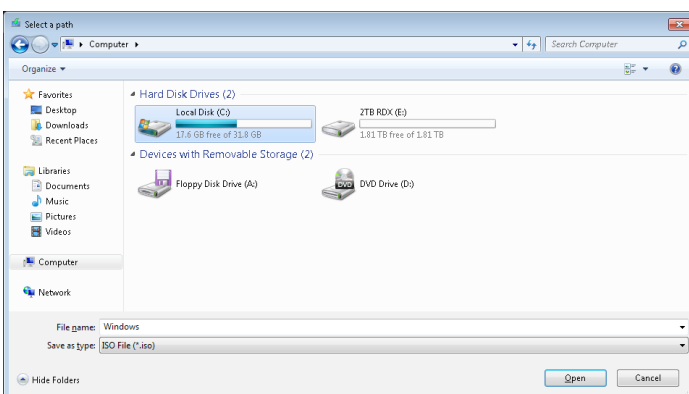 Select a path
Computer
Search Computer
Organize
Favorites
Desktop
Downloads
Recent Places
Libraries
Documents
Music
Pictures
Videos
Computer
Network
Hard Disk Drives (2)
Local Disk (C:)
17.6 GB free of 31.8 GB
2TB RDX (E:)
1.81 TB free of 1.81 TB
Devices with Removable Storage (2)
Floppy Disk Drive (A:)
DVD
DVD Drive (D:)
File name: Windows
Save as type: ISO File (*.iso)
Hide Folders
Open
Cancel